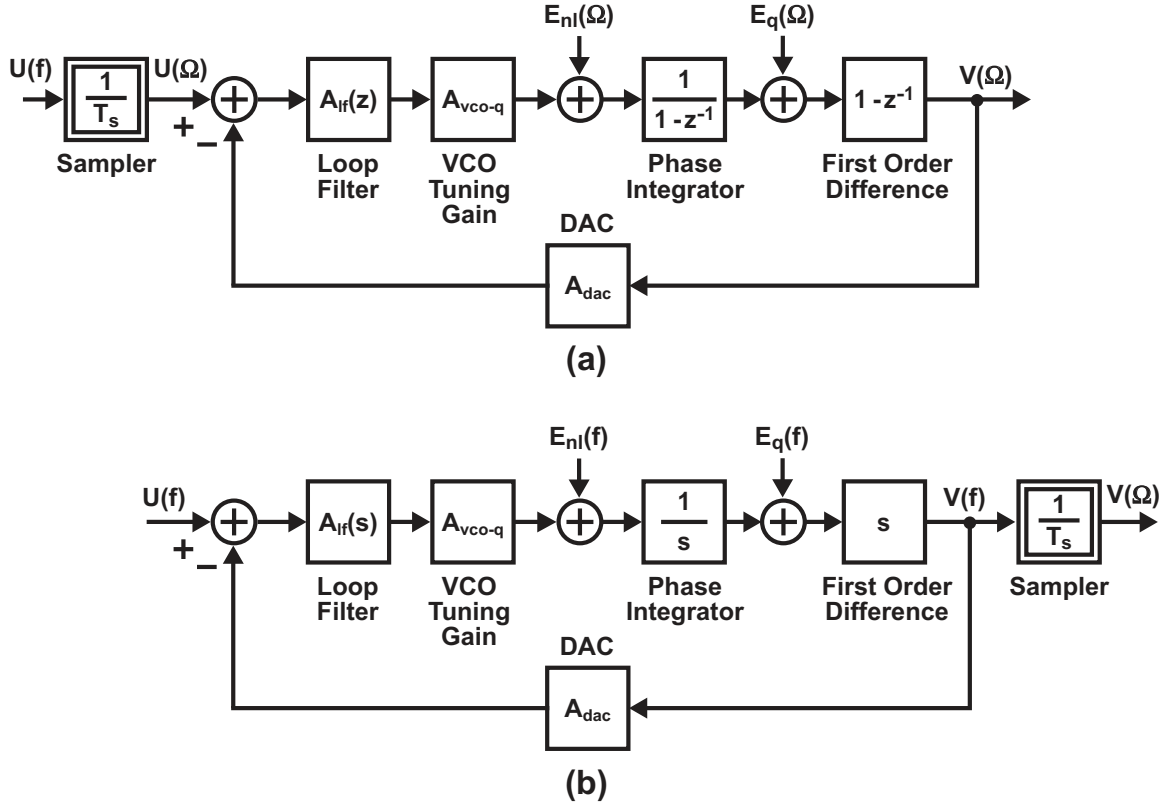 E_nl(Ω) E_q(Ω)
U(f) U(Ω) V(Ω)
1/T_s + − A_lf(z) A_vco-q + 1/(1-z⁻¹) + 1-z⁻¹
+
−
Sampler Loop Filter VCO Tuning Gain Phase Integrator First Order Difference
DAC
A_dac
(a)
E_nl(f) E_q(f)
U(f) V(f) V(Ω)
+ A_lf(s) A_vco-q + 1/s + s 1/T_s
+
−
Loop Filter VCO Tuning Gain Phase Integrator First Order Difference Sampler
DAC
A_dac
(b)